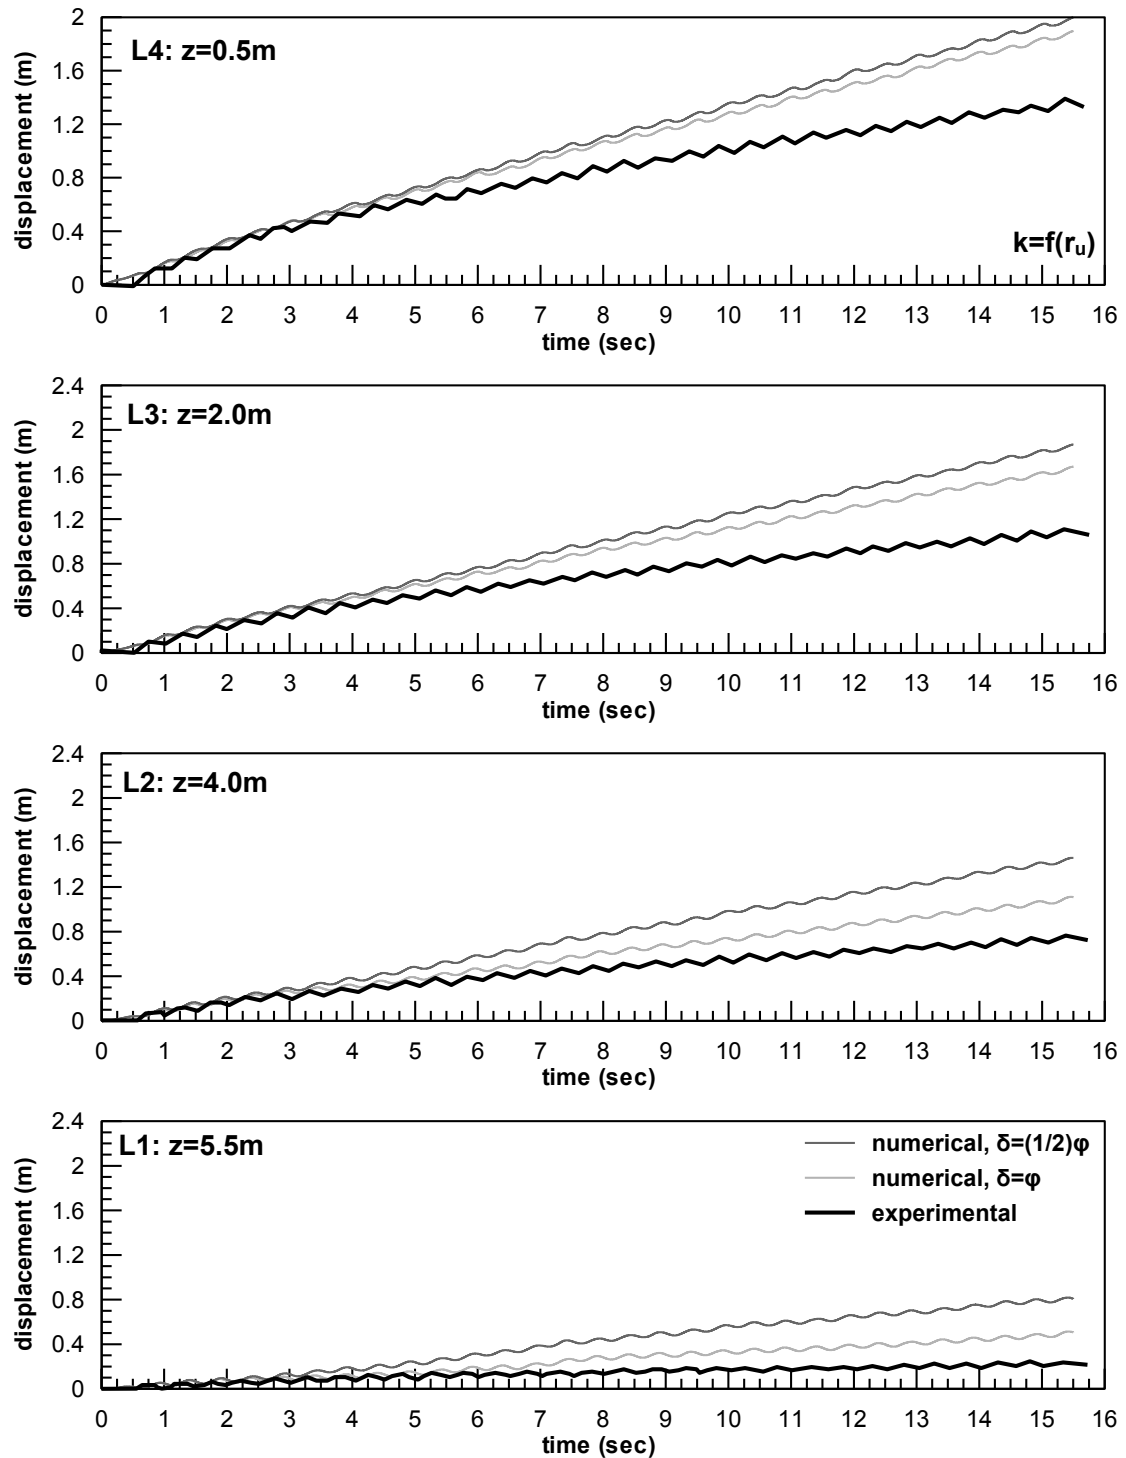 L4: z=0.5m
displacement (m)
2
1.6
1.2
0.8
0.4
0
k=f(rᵤ)
0 1 2 3 4 5 6 7 8 9 10 11 12 13 14 15 16
time (sec)
L3: z=2.0m
displacement (m)
2.4
2
1.6
1.2
0.8
0.4
0
0 1 2 3 4 5 6 7 8 9 10 11 12 13 14 15 16
time (sec)
L2: z=4.0m
displacement (m)
2.4
2
1.6
1.2
0.8
0.4
0
0 1 2 3 4 5 6 7 8 9 10 11 12 13 14 15 16
time (sec)
L1: z=5.5m
displacement (m)
2.4
2
1.6
1.2
0.8
0.4
0
numerical, δ=(1/2)φ
numerical, δ=φ
experimental
0 1 2 3 4 5 6 7 8 9 10 11 12 13 14 15 16
time (sec)